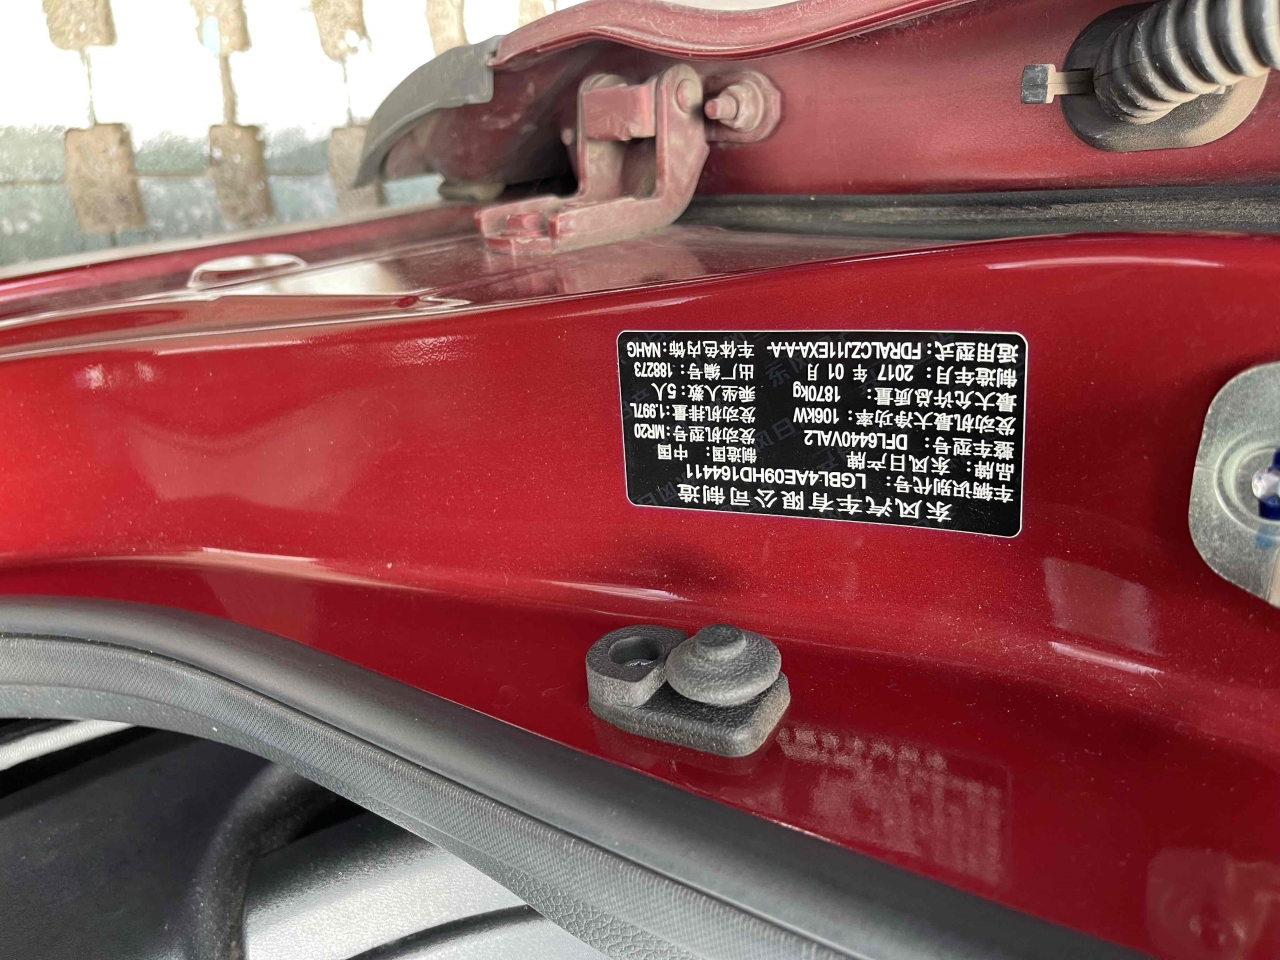 东风汽车有限公司制造
车辆识别代号： LGBL4AE09HD164411
品牌： 东风日产牌 制造国： 中国
整车型号： DFL6440VAL2 发动机型号：MR20
发动机最大净功率： 106kW 发动机排量：1.997L
最大允许总质量： 1870kg 乘坐人数：5人
制造年月： 2017 年 01 月 出厂编号：188273
适用型式：FDRALCZJ11EXA-A-A 车体色内饰：NAHG